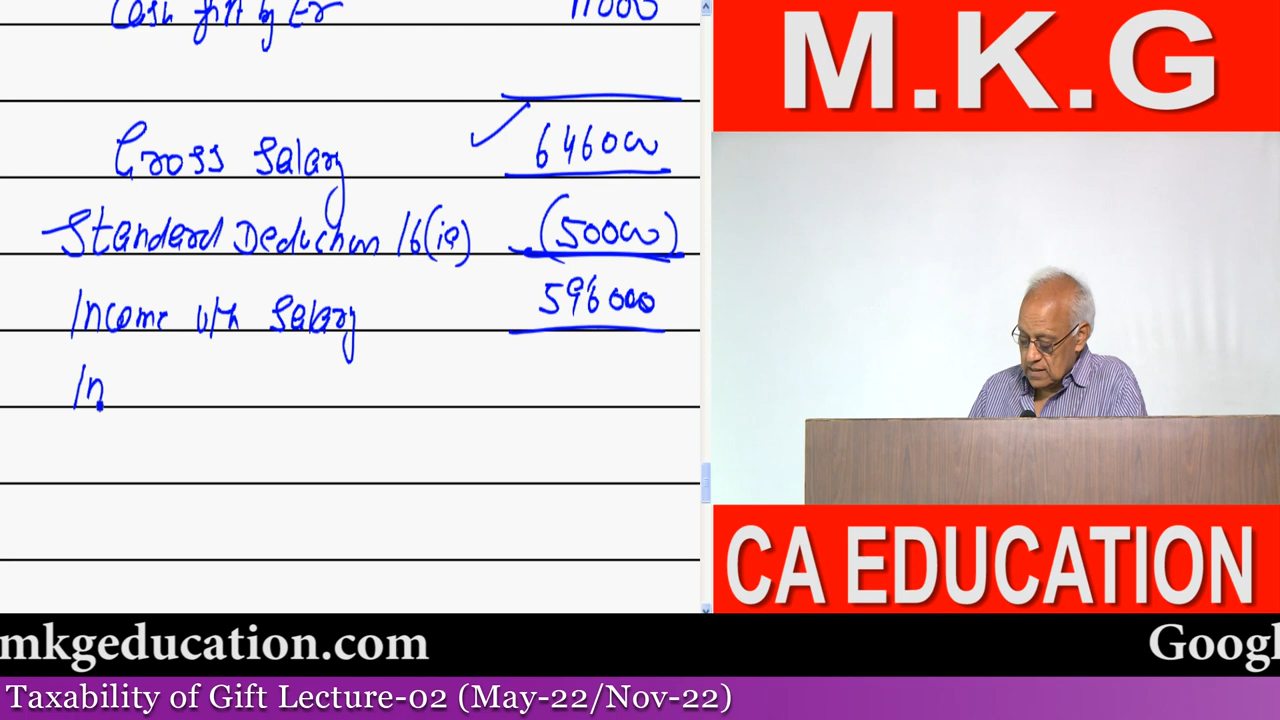 Cash gift by Er 11000
Gross Salary 646000
Standard Deduction 16(ia) (50000)
Income u/h Salary 596000
In
M.K.G
CA EDUCATION
mkgeducation.com Googl
Taxability of Gift Lecture-02 (May-22/Nov-22)